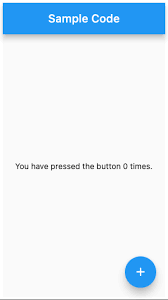 Sample Code
You have pressed the button 0 times.
+